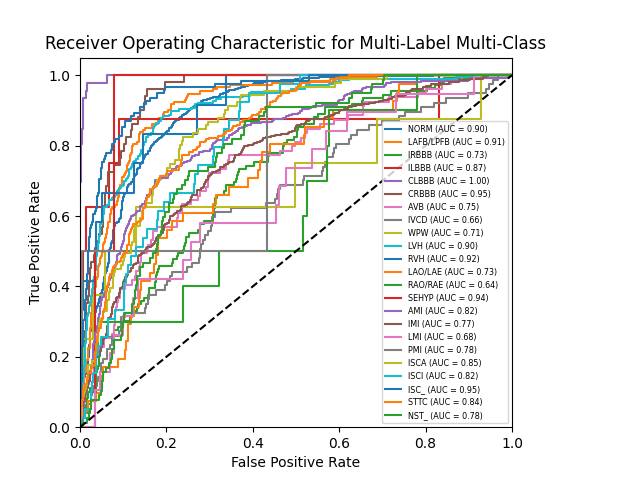 Receiver Operating Characteristic for Multi-Label Multi-Class
True Positive Rate
1.0
0.8
0.6
0.4
0.2
0.0
0.0 0.2 0.4 0.6 0.8 1.0
False Positive Rate
NORM (AUC = 0.90)
LAFB/LPFB (AUC = 0.91)
IRBBB (AUC = 0.73)
ILBBB (AUC = 0.87)
CLBBB (AUC = 1.00)
CRBBB (AUC = 0.95)
AVB (AUC = 0.75)
IVCD (AUC = 0.66)
WPW (AUC = 0.71)
LVH (AUC = 0.90)
RVH (AUC = 0.92)
LAO/LAE (AUC = 0.73)
RAO/RAE (AUC = 0.64)
SEHYP (AUC = 0.94)
AMI (AUC = 0.82)
IMI (AUC = 0.77)
LMI (AUC = 0.68)
PMI (AUC = 0.78)
ISCA (AUC = 0.85)
ISCI (AUC = 0.82)
ISC_ (AUC = 0.95)
STTC (AUC = 0.84)
NST_ (AUC = 0.78)